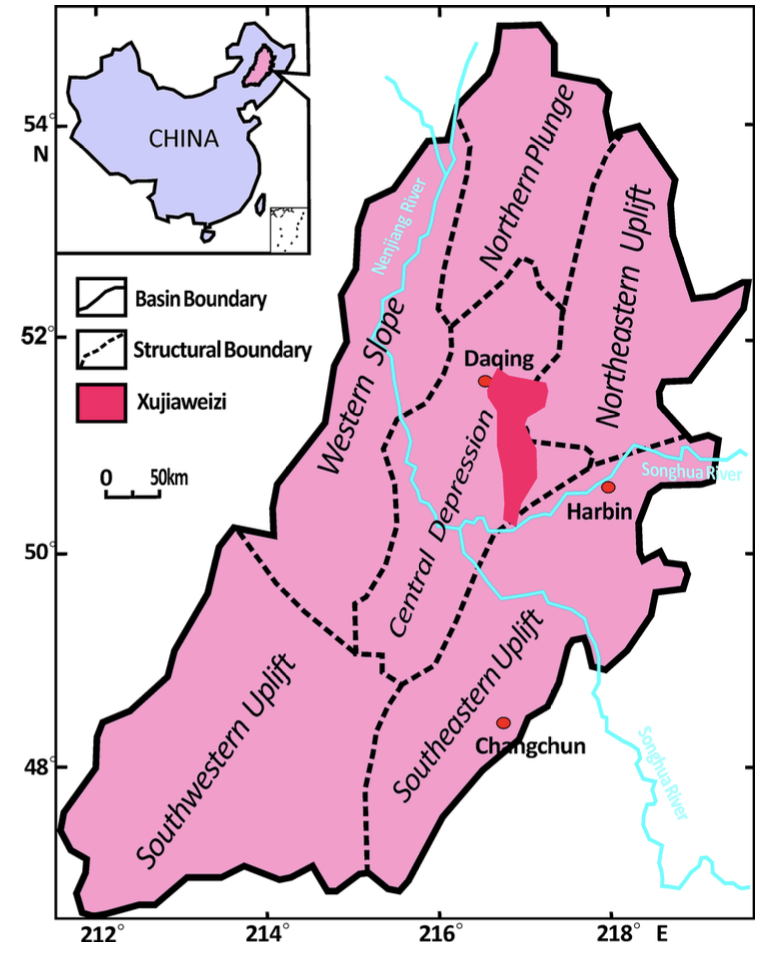 CHINA
54°
N
52°
50°
48°
212°
214°
216°
218° E
Basin Boundary
Structural Boundary
Xujiaweizi
0 50km
Northern Plunge
Nenjiang River
Northeastern Uplift
Western Slope
Daqing
Central Depression
Songhua River
Harbin
Southwestern Uplift
Southeastern Uplift
Changchun
Songhua River